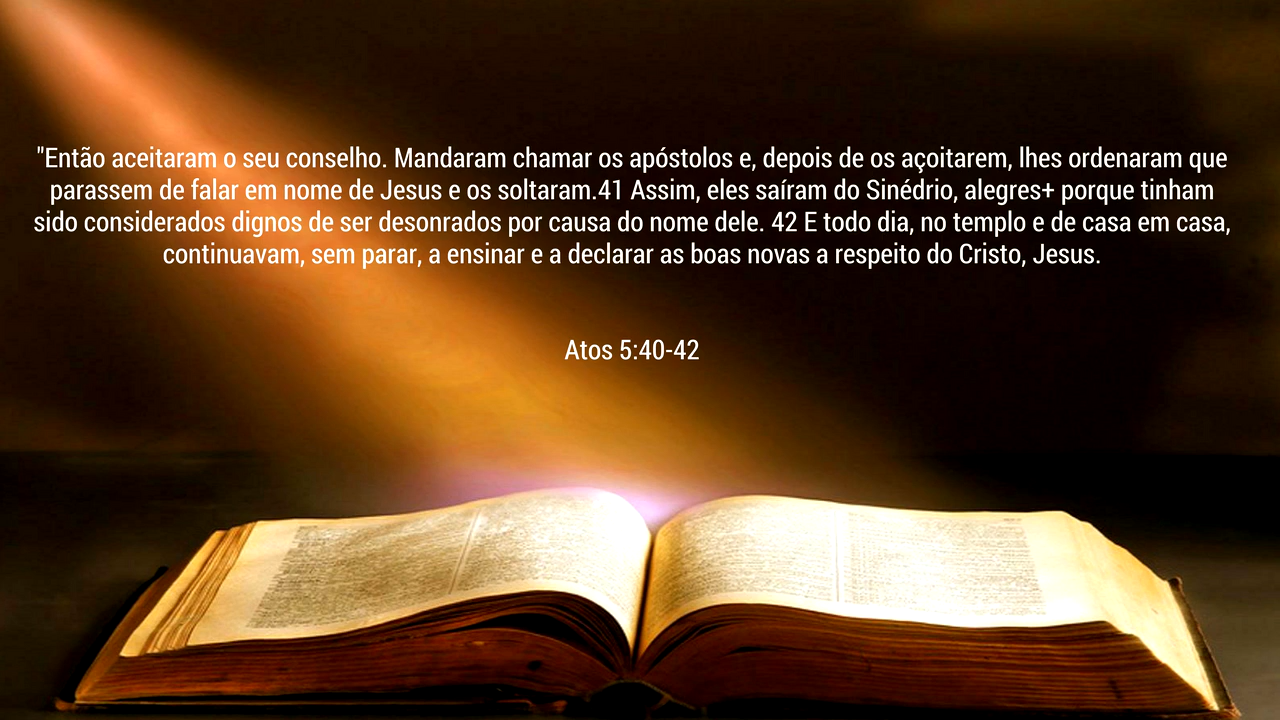 "Então aceitaram o seu conselho. Mandaram chamar os apóstolos e, depois de os açoitarem, lhes ordenaram que
parassem de falar em nome de Jesus e os soltaram.41 Assim, eles saíram do Sinédrio, alegres+ porque tinham
sido considerados dignos de ser desonrados por causa do nome dele. 42 E todo dia, no templo e de casa em casa,
continuavam, sem parar, a ensinar e a declarar as boas novas a respeito do Cristo, Jesus.
Atos 5:40-42